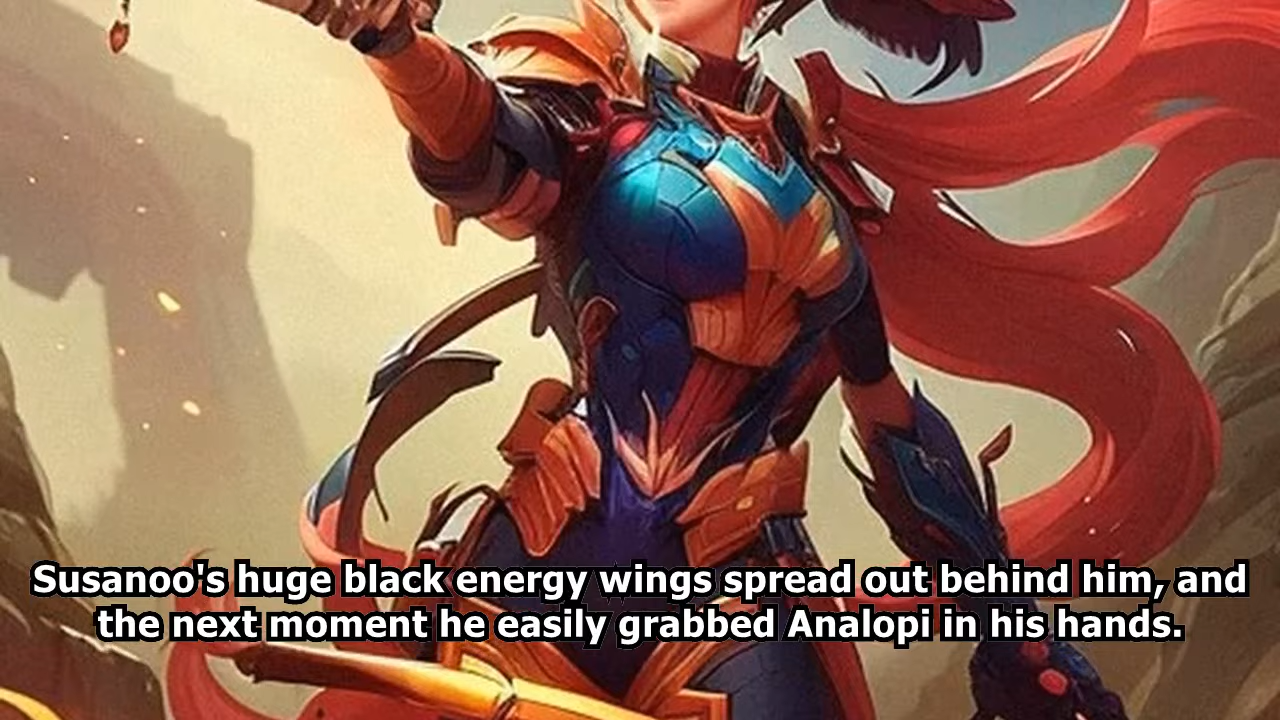 Susanoo's huge black energy wings spread out behind him, and
the next moment he easily grabbed Analopi in his hands.